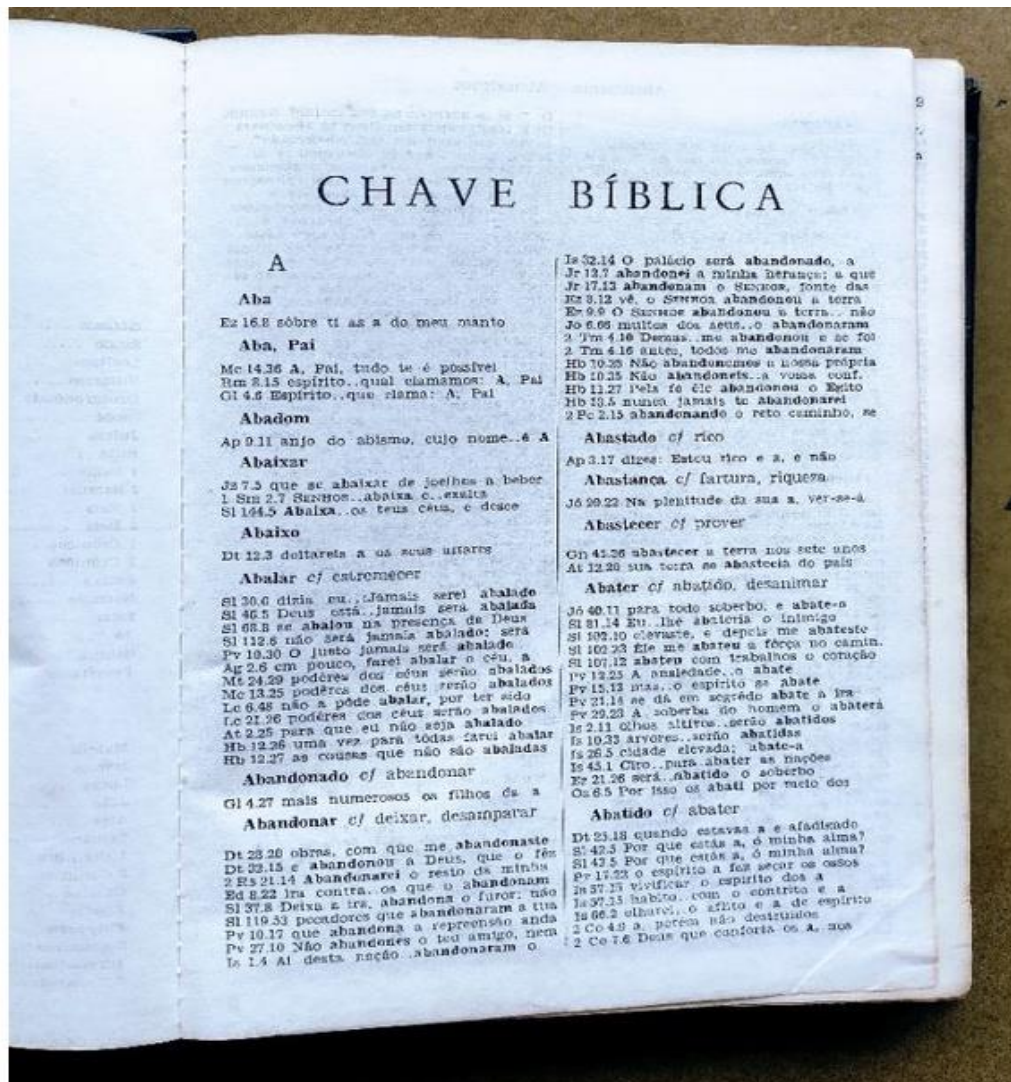 CHAVE BÍBLICA
A
Aba
Ez 16.8 sôbre ti as a do meu manto
Aba, Pai
Mc 14.36 A, Pai, tudo te é possível
Rm 8.15 espírito..qual clamamos: A, Pai
Gl 4.6 Espírito..que clama: A, Pai
Abadom
Ap 9.11 anjo do abismo, cujo nome..é A
Abaixar
Jz 7.5 que se abaixar de joelhos a beber
1 Sm 2.7 SENHOR..abaixa e..exalta
Sl 144.5 Abaixa..os teus céus, e desce
Abaixo
Dt 12.3 deitareis a os seus altares
Abalar cf estremecer
Sl 30.6 dizia eu..:Jamais serei abalado
Sl 46.5 Deus está..jamais será abalada
Sl 68.8 se abalou na presença de Deus
Sl 112.6 não será jamais abalado; será
Pv 10.30 O justo jamais será abalado
Ag 2.6 em pouco, farei abalar o céu, a
Mt 24.29 podêres dos céus serão abalados
Mc 13.25 podêres dos céus serão abalados
Lc 6.48 não a pôde abalar, por ter sido
Lc 21.26 podêres dos céus serão abalados
At 2.25 para que eu não seja abalado
Hb 12.26 uma vez para tôdas farei abalar
Hb 12.27 as cousas que não são abaladas
Abandonado cf abandonar
Gl 4.27 mais numerosos os filhos da a
Abandonar cf deixar, desamparar
Dt 28.20 obras, com que me abandonaste
Dt 32.15 e abandonou a Deus, que o fêz
2 Rs 21.14 Abandonarei o resto da minha
Ed 8.22 ira contra..os que o abandonam
Sl 37.8 Deixa a ira, abandona o furor; não
Sl 119.53 pecadores que abandonaram a tua
Pv 10.17 que abandona a repreensão anda
Pv 27.10 Não abandones o teu amigo, nem
Is 1.4 Ai desta nação..abandonaram o
Is 32.14 O palácio será abandonado, a
Jr 12.7 abandonei a minha herança; a que
Jr 17.13 abandonam o SENHOR, fonte das
Ez 8.12 vê, o SENHOR abandonou a terra
Ez 9.9 O SENHOR abandonou a terra.. não
Jo 6.66 muitos dos seus..o abandonaram
2 Tm 4.10 Demas..me abandonou e se foi
2 Tm 4.16 antes, todos me abandonaram
Hb 10.25 Não abandonemos a nossa própria
Hb 10.35 Não abandoneis..a vossa conf.
Hb 11.27 Pela fé êle abandonou o Egito
Hb 13.5 nunca jamais te abandonarei
2 Pe 2.15 abandonando o reto caminho, se
Abastado cf rico
Ap 3.17 dizes: Estou rico e a, e não
Abastança cf fartura, riqueza
Jó 20.22 Na plenitude da sua a, ver-se-á
Abastecer cf prover
Gn 41.36 abastecer a terra nos sete anos
At 12.20 sua terra se abastecia do país
Abater cf abatido, desanimar
Jó 40.11 para todo soberbo, e abate-o
Sl 81.14 Eu..lhe abateria o inimigo
Sl 102.10 elevaste, e depois me abateste
Sl 102.23 Êle me abateu a fôrça no camin.
Sl 107.12 abateu com trabalhos o coração
Pv 12.25 A ansiedade..o abate
Pv 15.13 mas..o espírito se abate
Pv 21.14 se dá em segrêdo abate a ira
Pv 29.23 A soberba do homem o abaterá
Is 2.11 olhos altivos..serão abatidos
Is 10.33 árvores..serão abatidas
Is 26.5 cidade elevada; abate-a
Is 45.1 Ciro..para abater as nações
Ez 21.26 será..abatido o soberbo
Os 6.5 Por isso os abati por meio dos
Abatido cf abater
Dt 25.18 quando estavas a e afadigado
Sl 42.5 Por que estás a, ó minha alma?
Sl 43.5 Por que estás a, ó minha alma?
Pv 17.22 o espírito a faz secar os ossos
Is 57.15 vivificar o espírito dos a
Is 57.15 habito..com o contrito e a
Is 66.2 olharei..o aflito e a de espírito
2 Co 4.9 a, porém não destruídos
2 Co 7.6 Deus que conforta os a, nos